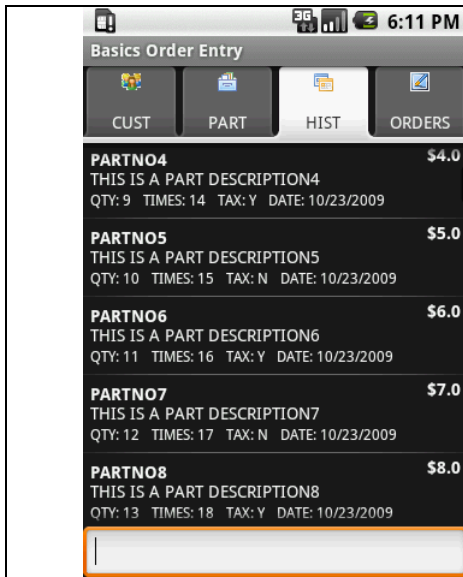 3G 6:11 PM
Basics Order Entry
CUST PART HIST ORDERS
PARTNO4 $4.0
THIS IS A PART DESCRIPTION4
QTY: 9 TIMES: 14 TAX: Y DATE: 10/23/2009
PARTNO5 $5.0
THIS IS A PART DESCRIPTION5
QTY: 10 TIMES: 15 TAX: N DATE: 10/23/2009
PARTNO6 $6.0
THIS IS A PART DESCRIPTION6
QTY: 11 TIMES: 16 TAX: Y DATE: 10/23/2009
PARTNO7 $7.0
THIS IS A PART DESCRIPTION7
QTY: 12 TIMES: 17 TAX: N DATE: 10/23/2009
PARTNO8 $8.0
THIS IS A PART DESCRIPTION8
QTY: 13 TIMES: 18 TAX: Y DATE: 10/23/2009